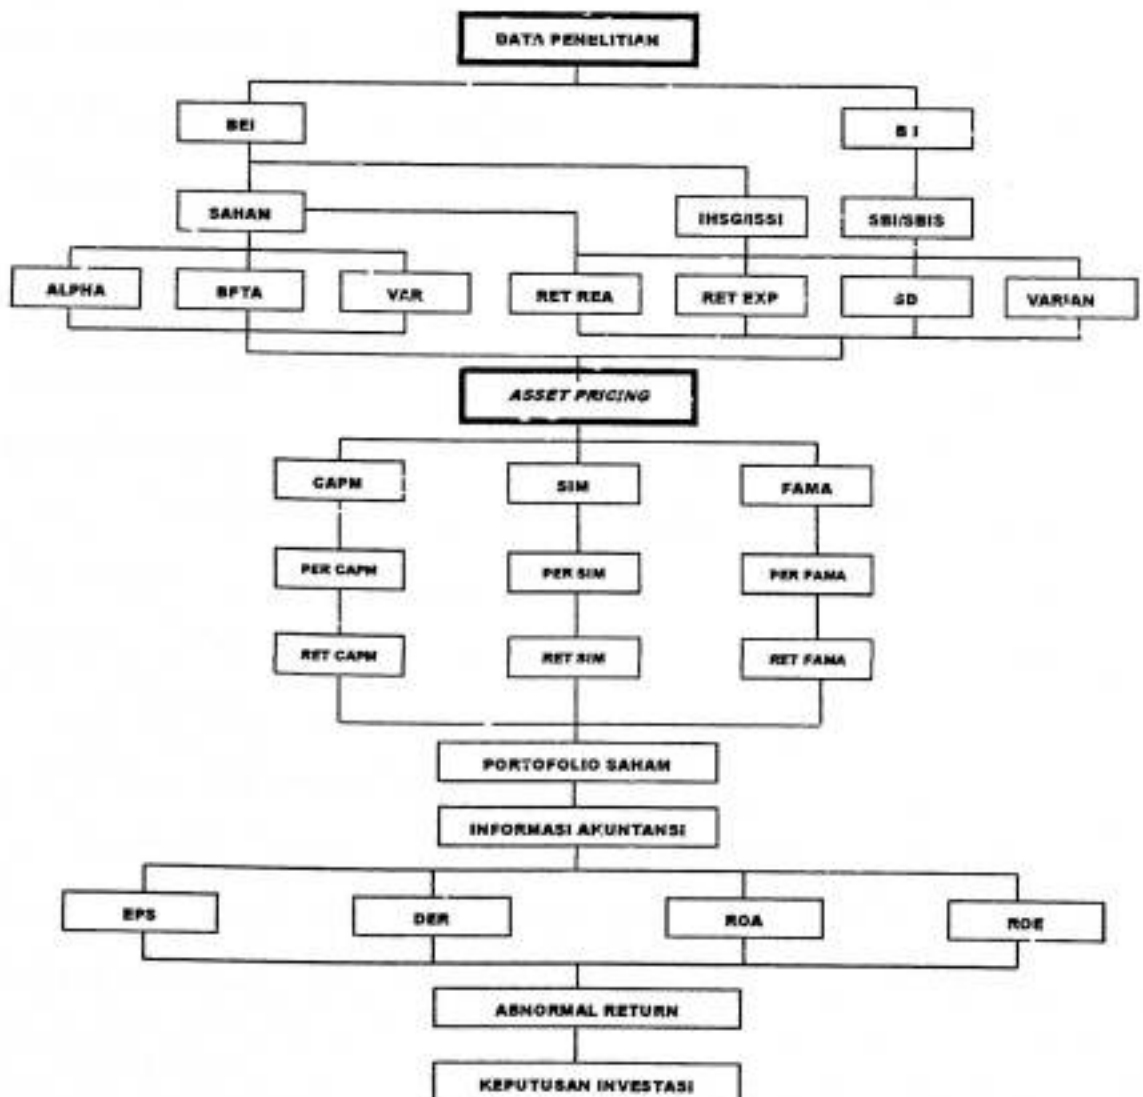 DATA PENELITIAN
BEI
B I
SAHAM
IHSG/ISSI
SBI/SBIS
ALPHA
BETA
VAR
RET REA
RET EXP
SD
VARIAN
ASSET PRICING
CAPM
SIM
FAMA
PER CAPM
PER SIM
PER FAMA
RET CAPM
RET SIM
RET FAMA
PORTOFOLIO SAHAM
INFORMASI AKUNTANSI
EPS
DER
ROA
ROE
ABNORMAL RETURN
KEPUTUSAN INVESTASI